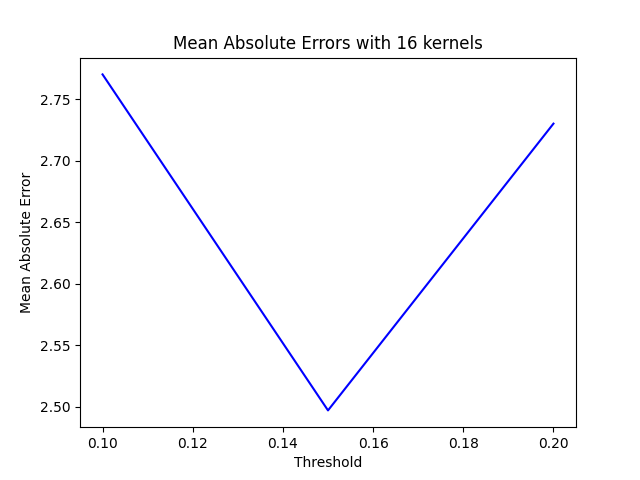 Mean Absolute Errors with 16 kernels
Mean Absolute Error
2.75
2.70
2.65
2.60
2.55
2.50
0.10 0.12 0.14 0.16 0.18 0.20
Threshold